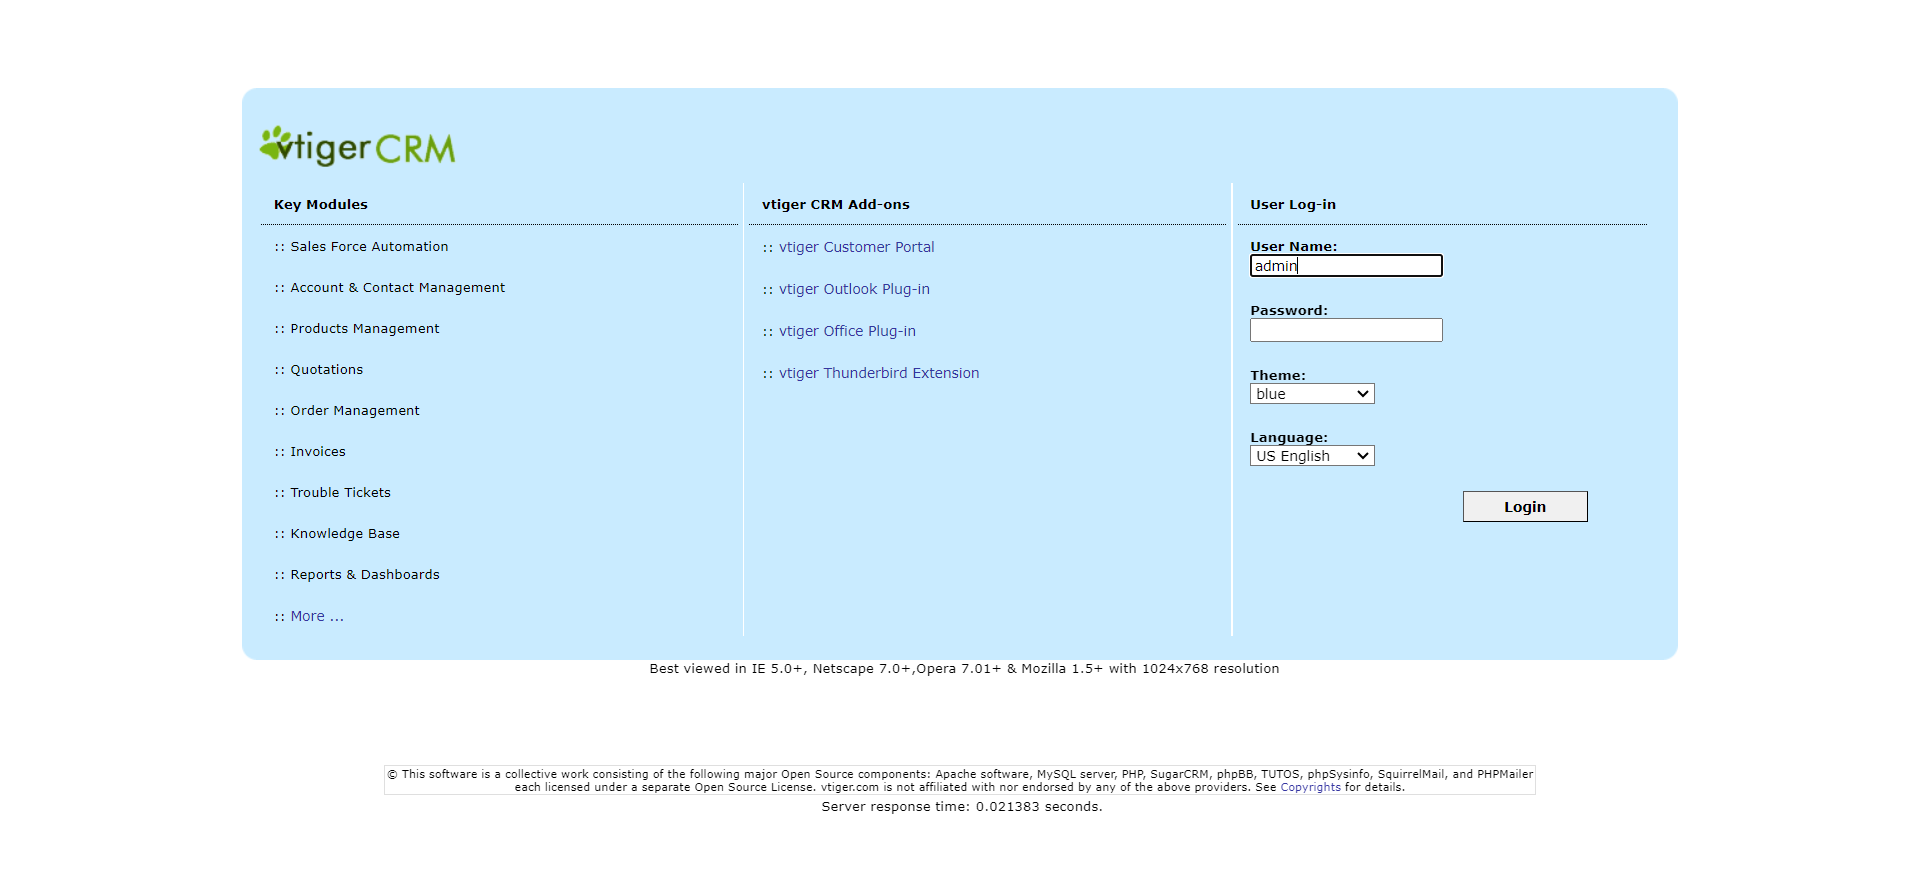 vtiger CRM
Key Modules
:: Sales Force Automation
:: Account & Contact Management
:: Products Management
:: Quotations
:: Order Management
:: Invoices
:: Trouble Tickets
:: Knowledge Base
:: Reports & Dashboards
:: More ...
vtiger CRM Add-ons
:: vtiger Customer Portal
:: vtiger Outlook Plug-in
:: vtiger Office Plug-in
:: vtiger Thunderbird Extension
User Log-in
User Name:
admin
Password:
Theme:
blue
Language:
US English
Login
Best viewed in IE 5.0+, Netscape 7.0+,Opera 7.01+ & Mozilla 1.5+ with 1024x768 resolution
© This software is a collective work consisting of the following major Open Source components: Apache software, MySQL server, PHP, SugarCRM, phpBB, TUTOS, phpSysinfo, SquirrelMail, and PHPMailer
each licensed under a separate Open Source License. vtiger.com is not affiliated with nor endorsed by any of the above providers. See Copyrights for details.
Server response time: 0.021383 seconds.